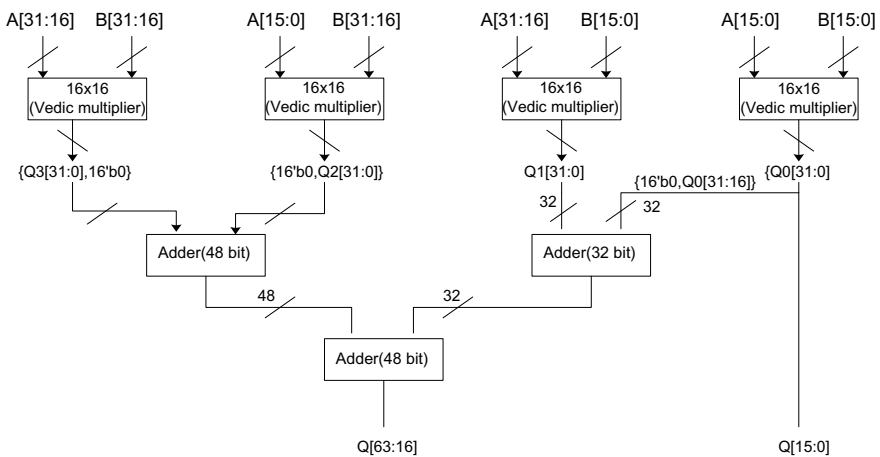 A[31:16] B[31:16] A[15:0] B[31:16] A[31:16] B[15:0] A[15:0] B[15:0]
16x16
(Vedic multiplier)
16x16
(Vedic multiplier)
16x16
(Vedic multiplier)
16x16
(Vedic multiplier)
{Q3[31:0],16'b0} {16'b0,Q2[31:0]} Q1[31:0] {Q0[31:0}
{16'b0,Q0[31:16]}
32 32
Adder(48 bit) Adder(32 bit)
48 32
Adder(48 bit)
Q[63:16] Q[15:0]